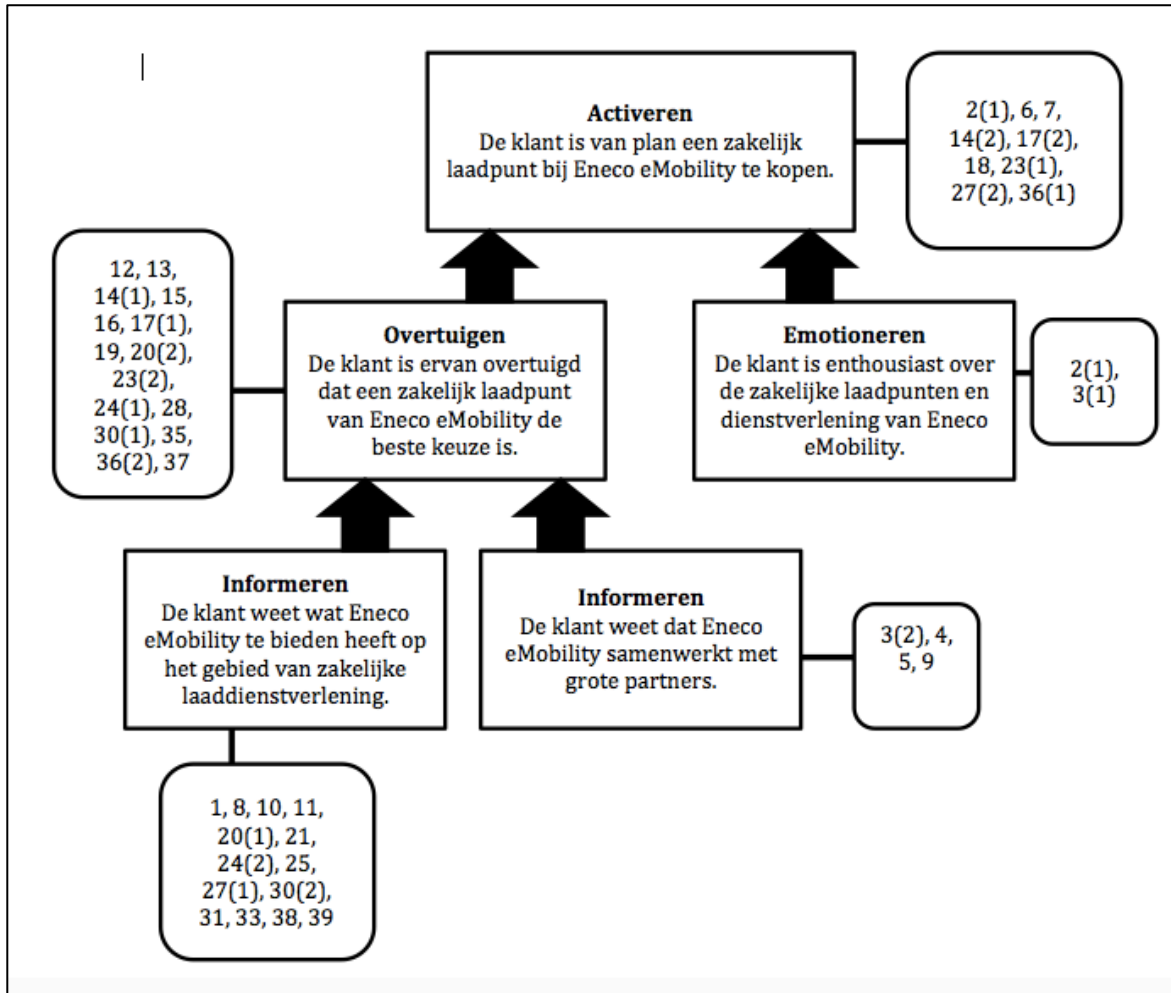 Activeren
De klant is van plan een zakelijk
laadpunt bij Eneco eMobility te kopen.
2(1), 6, 7,
14(2), 17(2),
18, 23(1),
27(2), 36(1)
12, 13,
14(1), 15,
16, 17(1),
19, 20(2),
23(2),
24(1), 28,
30(1), 35,
36(2), 37
Overtuigen
De klant is ervan overtuigd
dat een zakelijk laadpunt
van Eneco eMobility de
beste keuze is.
Emotioneren
De klant is enthousiast over
de zakelijke laadpunten en
dienstverlening van Eneco
eMobility.
2(1),
3(1)
Informeren
De klant weet wat Eneco
eMobility te bieden heeft op
het gebied van zakelijke
laaddienstverlening.
Informeren
De klant weet dat Eneco
eMobility samenwerkt met
grote partners.
3(2), 4,
5, 9
1, 8, 10, 11,
20(1), 21,
24(2), 25,
27(1), 30(2),
31, 33, 38, 39